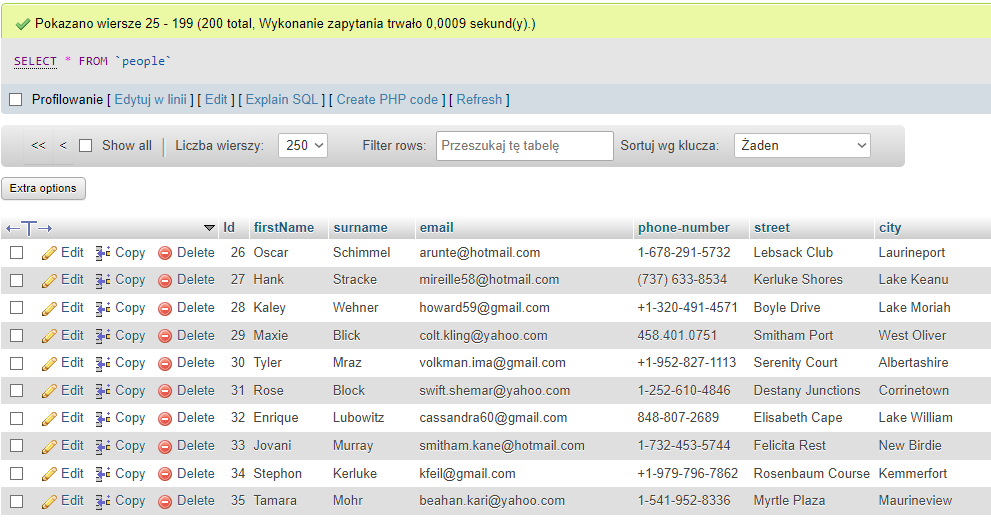 Pokazano wiersze 25 - 199 (200 total, Wykonanie zapytania trwało 0,0009 sekund(y).)
SELECT * FROM `people`
Profilowanie [ Edytuj w linii ] [ Edit ] [ Explain SQL ] [ Create PHP code ] [ Refresh ]
<< < Show all Liczba wierszy: 250 Filter rows: Przeszukaj tę tabelę Sortuj wg klucza: Żaden
Extra options
Id firstName surname email phone-number street city
Edit Copy Delete 26 Oscar Schimmel arunte@hotmail.com 1-678-291-5732 Lebsack Club Laurineport
Edit Copy Delete 27 Hank Stracke mireille58@hotmail.com (737) 633-8534 Kerluke Shores Lake Keanu
Edit Copy Delete 28 Kaley Wehner howard59@gmail.com +1-320-491-4571 Boyle Drive Lake Moriah
Edit Copy Delete 29 Maxie Blick colt.kling@yahoo.com 458.401.0751 Smitham Port West Oliver
Edit Copy Delete 30 Tyler Mraz volkman.ima@gmail.com +1-952-827-1113 Serenity Court Albertashire
Edit Copy Delete 31 Rose Block swift.shemar@yahoo.com 1-252-610-4846 Destany Junctions Corrinetown
Edit Copy Delete 32 Enrique Lubowitz cassandra60@gmail.com 848-807-2689 Elisabeth Cape Lake William
Edit Copy Delete 33 Jovani Murray smitham.kane@hotmail.com 1-732-453-5744 Felicita Rest New Birdie
Edit Copy Delete 34 Stephon Kerluke kfeil@gmail.com +1-979-796-7862 Rosenbaum Course Kemmerfort
Edit Copy Delete 35 Tamara Mohr beahan.kari@yahoo.com 1-541-952-8336 Myrtle Plaza Maurineview